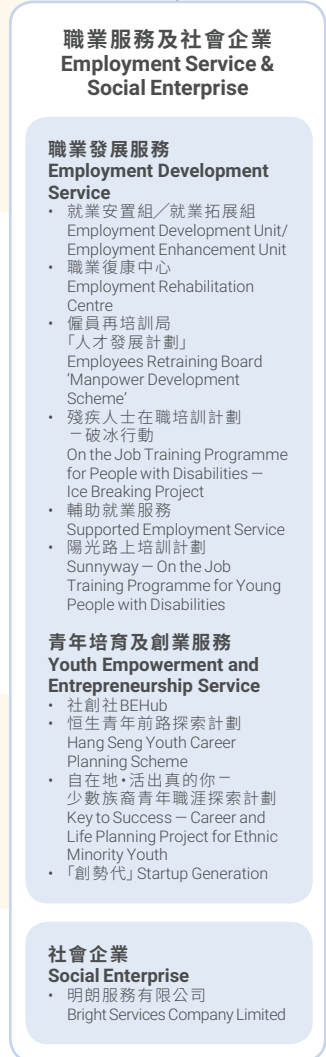 職業服務及社會企業
Employment Service &
Social Enterprise
職業發展服務
Employment Development
Service
• 就業安置組／就業拓展組
Employment Development Unit/
Employment Enhancement Unit
• 職業復康中心
Employment Rehabilitation
Centre
• 僱員再培訓局
「人才發展計劃」
Employees Retraining Board
‘Manpower Development
Scheme’
• 殘疾人士在職培訓計劃
－破冰行動
On the Job Training Programme
for People with Disabilities —
Ice Breaking Project
• 輔助就業服務
Supported Employment Service
• 陽光路上培訓計劃
Sunnyway — On the Job
Training Programme for Young
People with Disabilities
青年培育及創業服務
Youth Empowerment and
Entrepreneurship Service
• 社創社BEHub
• 恒生青年前路探索計劃
Hang Seng Youth Career
Planning Scheme
• 自在地•活出真的你－
少數族裔青年職涯探索計劃
Key to Success — Career and
Life Planning Project for Ethnic
Minority Youth
• 「創勢代」Startup Generation
社會企業
Social Enterprise
• 明朗服務有限公司
Bright Services Company Limited